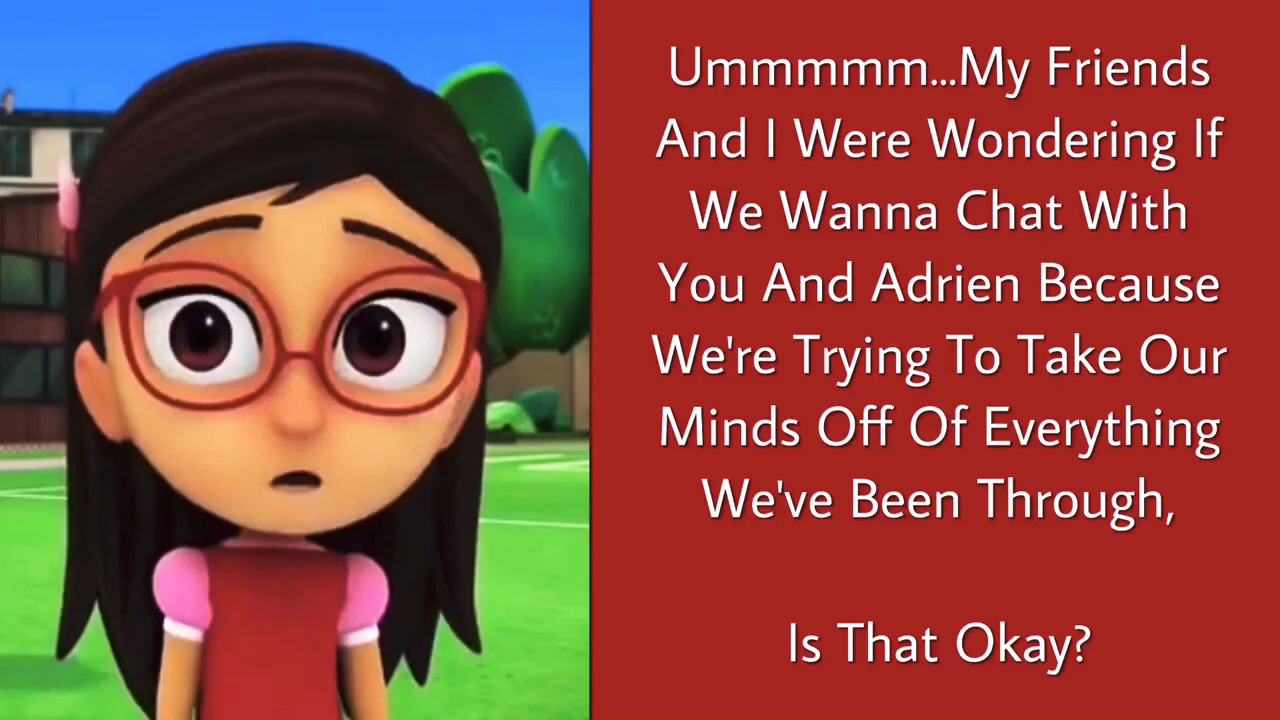 Ummmmm...My Friends
And I Were Wondering If
We Wanna Chat With
You And Adrien Because
We're Trying To Take Our
Minds Off Of Everything
We've Been Through,
Is That Okay?